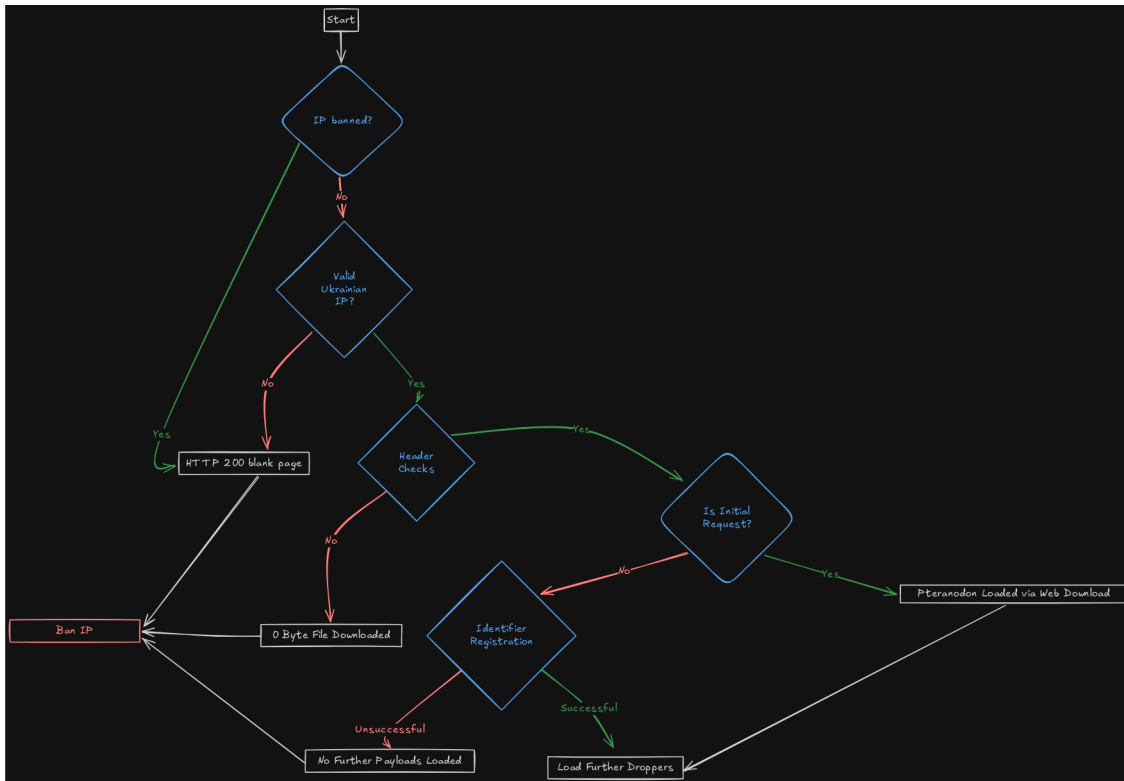 Start
IP banned?
No
Valid
Ukrainian
IP?
No
Yes
Yes
Yes
HTTP 200 blank page
Header
Checks
Is Initial
Request?
No
No
Yes
Pteranodon Loaded via Web Download
Ban IP
0 Byte File Downloaded
Identifier
Registration
Successful
Unsuccessful
No Further Payloads Loaded
Load Further Droppers